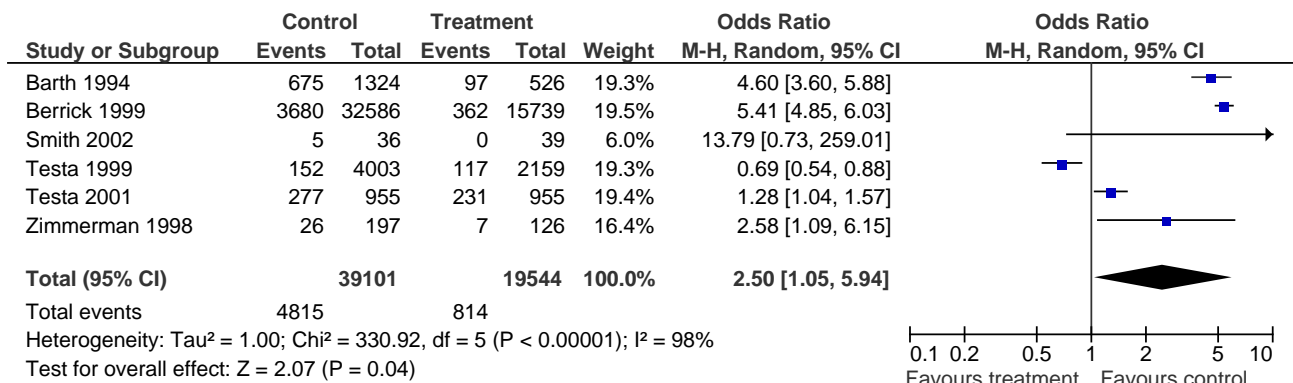 Control Treatment Odds Ratio Odds Ratio
Study or Subgroup Events Total Events Total Weight M-H, Random, 95% CI M-H, Random, 95% CI
Barth 1994 675 1324 97 526 19.3% 4.60 [3.60, 5.88]
Berrick 1999 3680 32586 362 15739 19.5% 5.41 [4.85, 6.03]
Smith 2002 5 36 0 39 6.0% 13.79 [0.73, 259.01]
Testa 1999 152 4003 117 2159 19.3% 0.69 [0.54, 0.88]
Testa 2001 277 955 231 955 19.4% 1.28 [1.04, 1.57]
Zimmerman 1998 26 197 7 126 16.4% 2.58 [1.09, 6.15]
Total (95% CI) 39101 19544 100.0% 2.50 [1.05, 5.94]
Total events 4815 814
Heterogeneity: Tau² = 1.00; Chi² = 330.92, df = 5 (P < 0.00001); I² = 98%
Test for overall effect: Z = 2.07 (P = 0.04)
0.1 0.2 0.5 1 2 5 10
Favours treatment Favours control